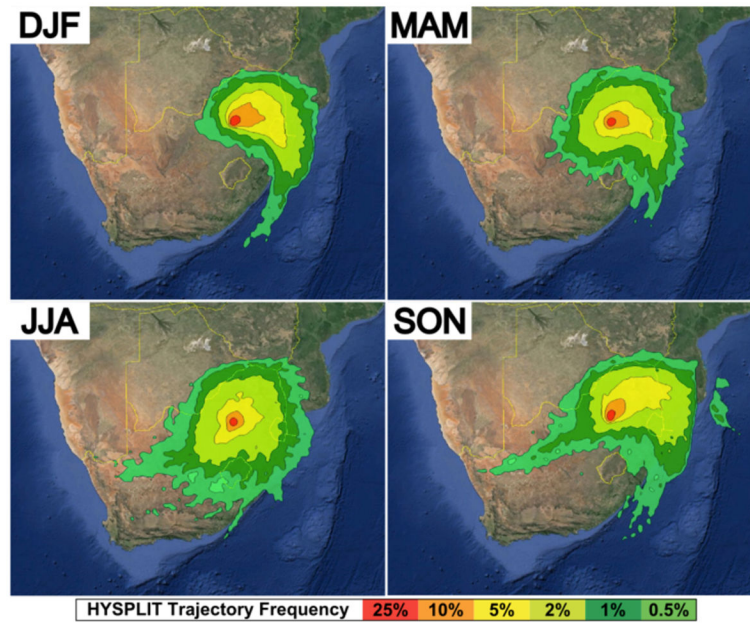 DJF
MAM
JJA
SON
HYSPLIT Trajectory Frequency 25% 10% 5% 2% 1% 0.5%